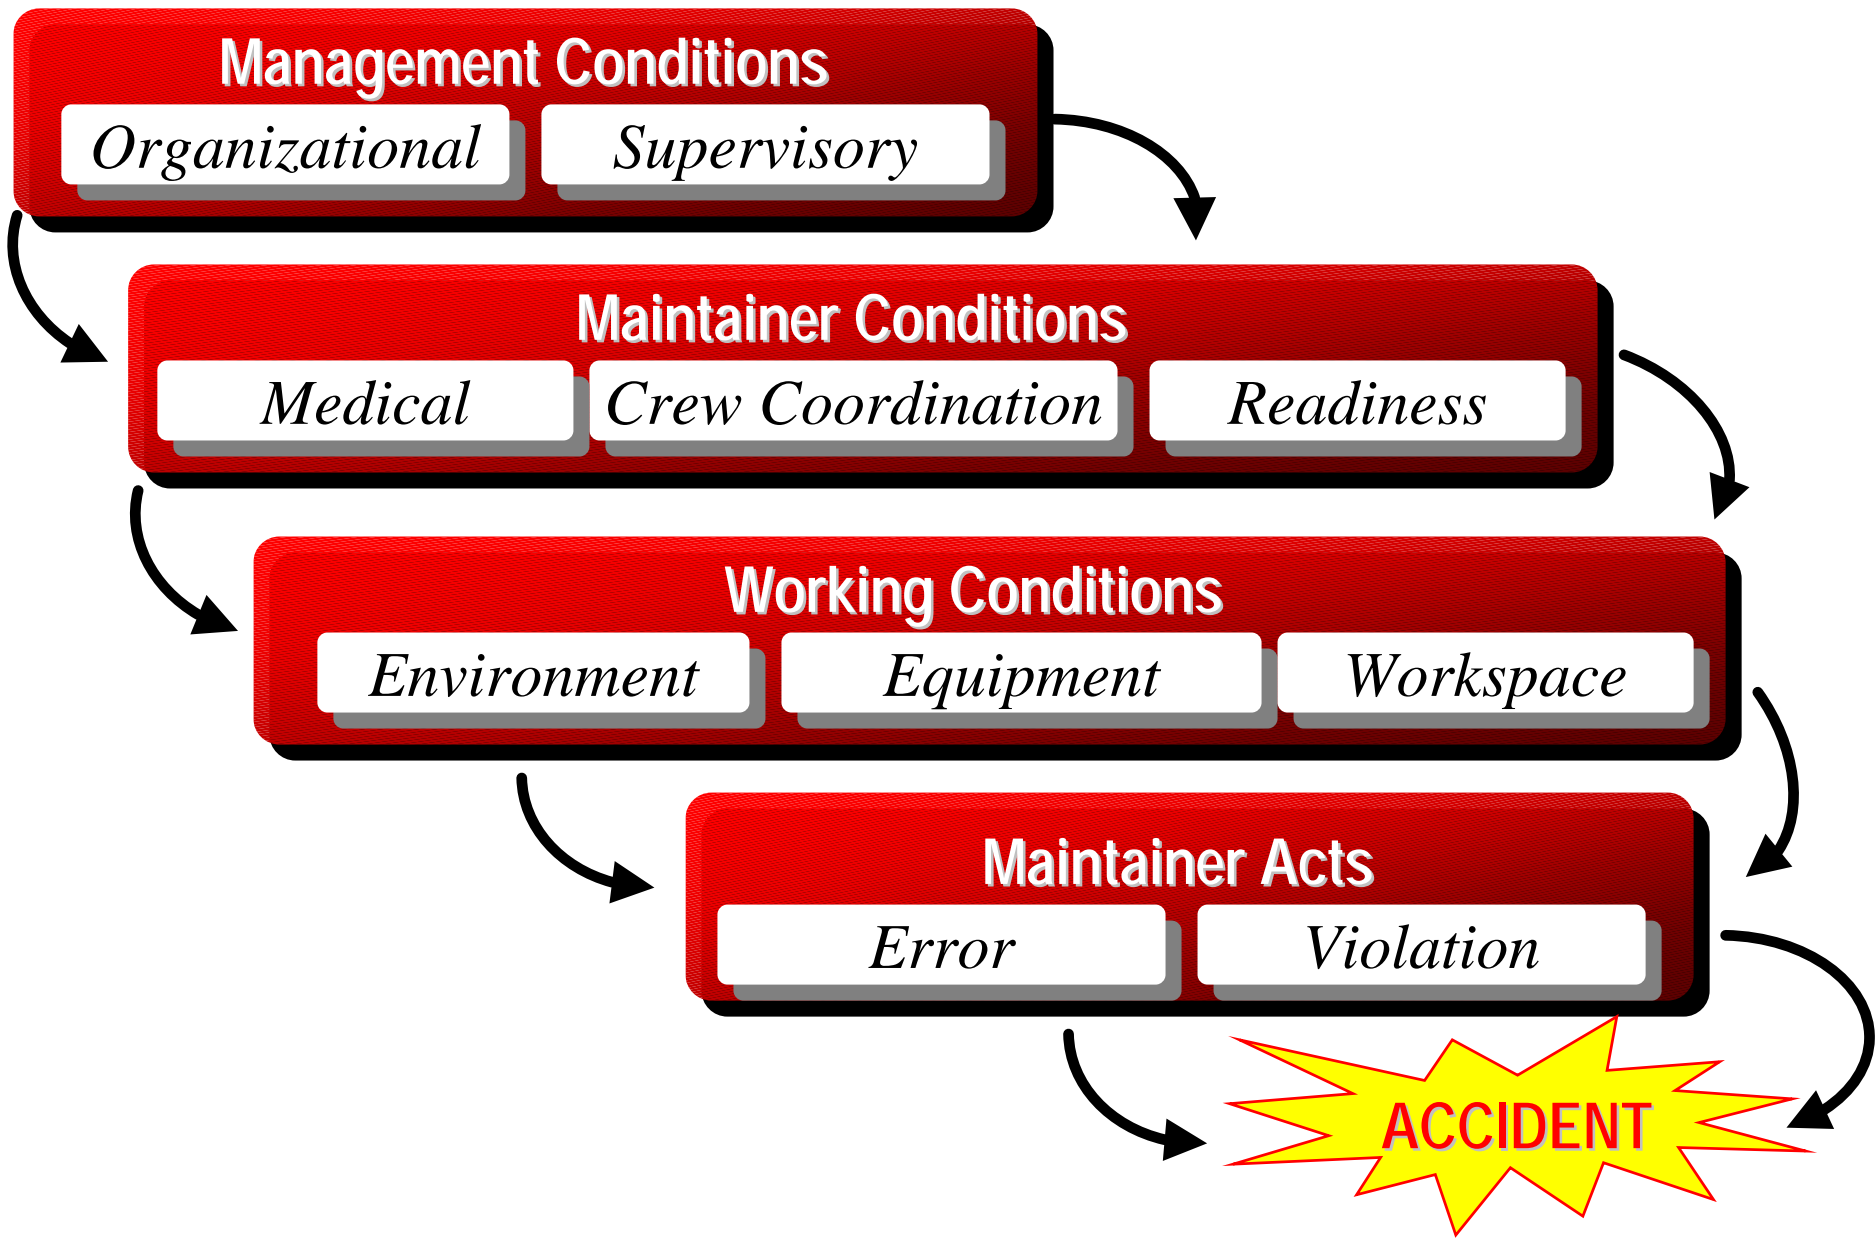 Management Conditions
Organizational Supervisory
Maintainer Conditions
Medical Crew Coordination Readiness
Working Conditions
Environment Equipment Workspace
Maintainer Acts
Error Violation
ACCIDENT